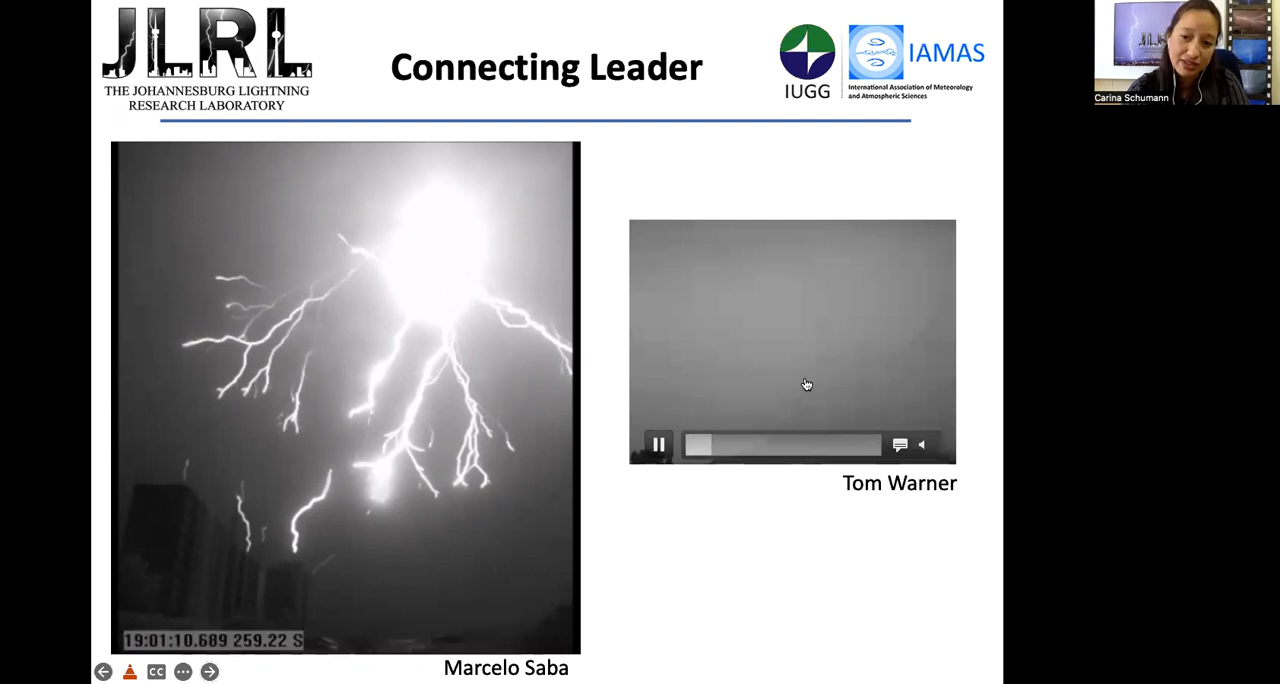 JLRL
THE JOHANNESBURG LIGHTNING
RESEARCH LABORATORY
Connecting Leader
IUGG
IAMAS
International Association of Meteorology
and Atmospheric Sciences
Carina Schumann
Tom Warner
19:01:10.689 259.22 S
CC
Marcelo Saba